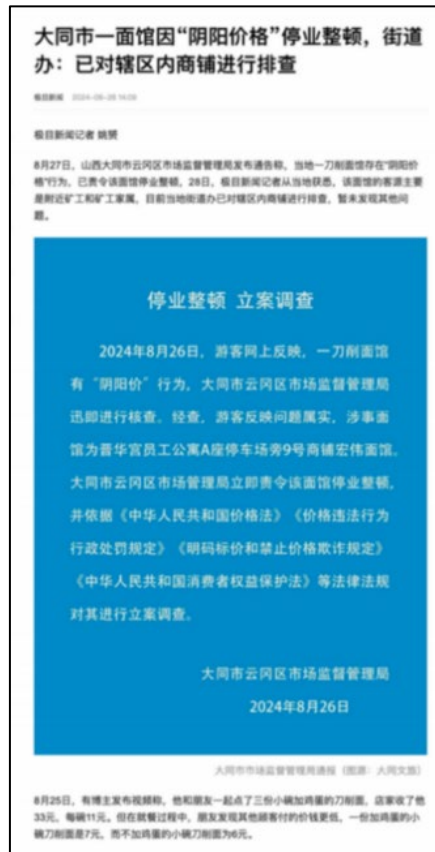 大同市一面馆因“阴阳价格”停业整顿，街道
办：已对辖区内商铺进行排查
极目新闻 2024-08-28 14:09
极目新闻记者 姚赟
8月27日，山西大同市云冈区市场监督管理局发布通告称，当地一刀削面馆存在“阴阳价
格”行为，已责令该面馆停业整顿。28日，极目新闻记者从当地获悉，该面馆的客源主要
是附近矿工和矿工家属，目前当地街道办已对辖区内商铺进行排查，暂未发现其他问
题。
停业整顿 立案调查
2024年8月26日，游客网上反映，一刀削面馆
有“阴阳价”行为，大同市云冈区市场监督管理局
迅即进行核查。经查，游客反映问题属实，涉事面
馆为晋华宫员工公寓A座停车场旁9号商铺宏伟面馆。
大同市云冈区市场管理局立即责令该面馆停业整顿，
并依据《中华人民共和国价格法》《价格违法行为
行政处罚规定》《明码标价和禁止价格欺诈规定》
《中华人民共和国消费者权益保护法》等法律法规
对其进行立案调查。
大同市云冈区市场监督管理局
2024年8月26日
大同市市场监督管理局通报（图源：大同文旅）
8月25日，有博主发布视频称，他和朋友一起点了三份小碗加鸡蛋的刀削面，店家收了他
33元，每碗11元。但在就餐过程中，朋友发现其他顾客付的价钱更低，一份加鸡蛋的小
碗刀削面是7元，而不加鸡蛋的小碗刀削面为6元。